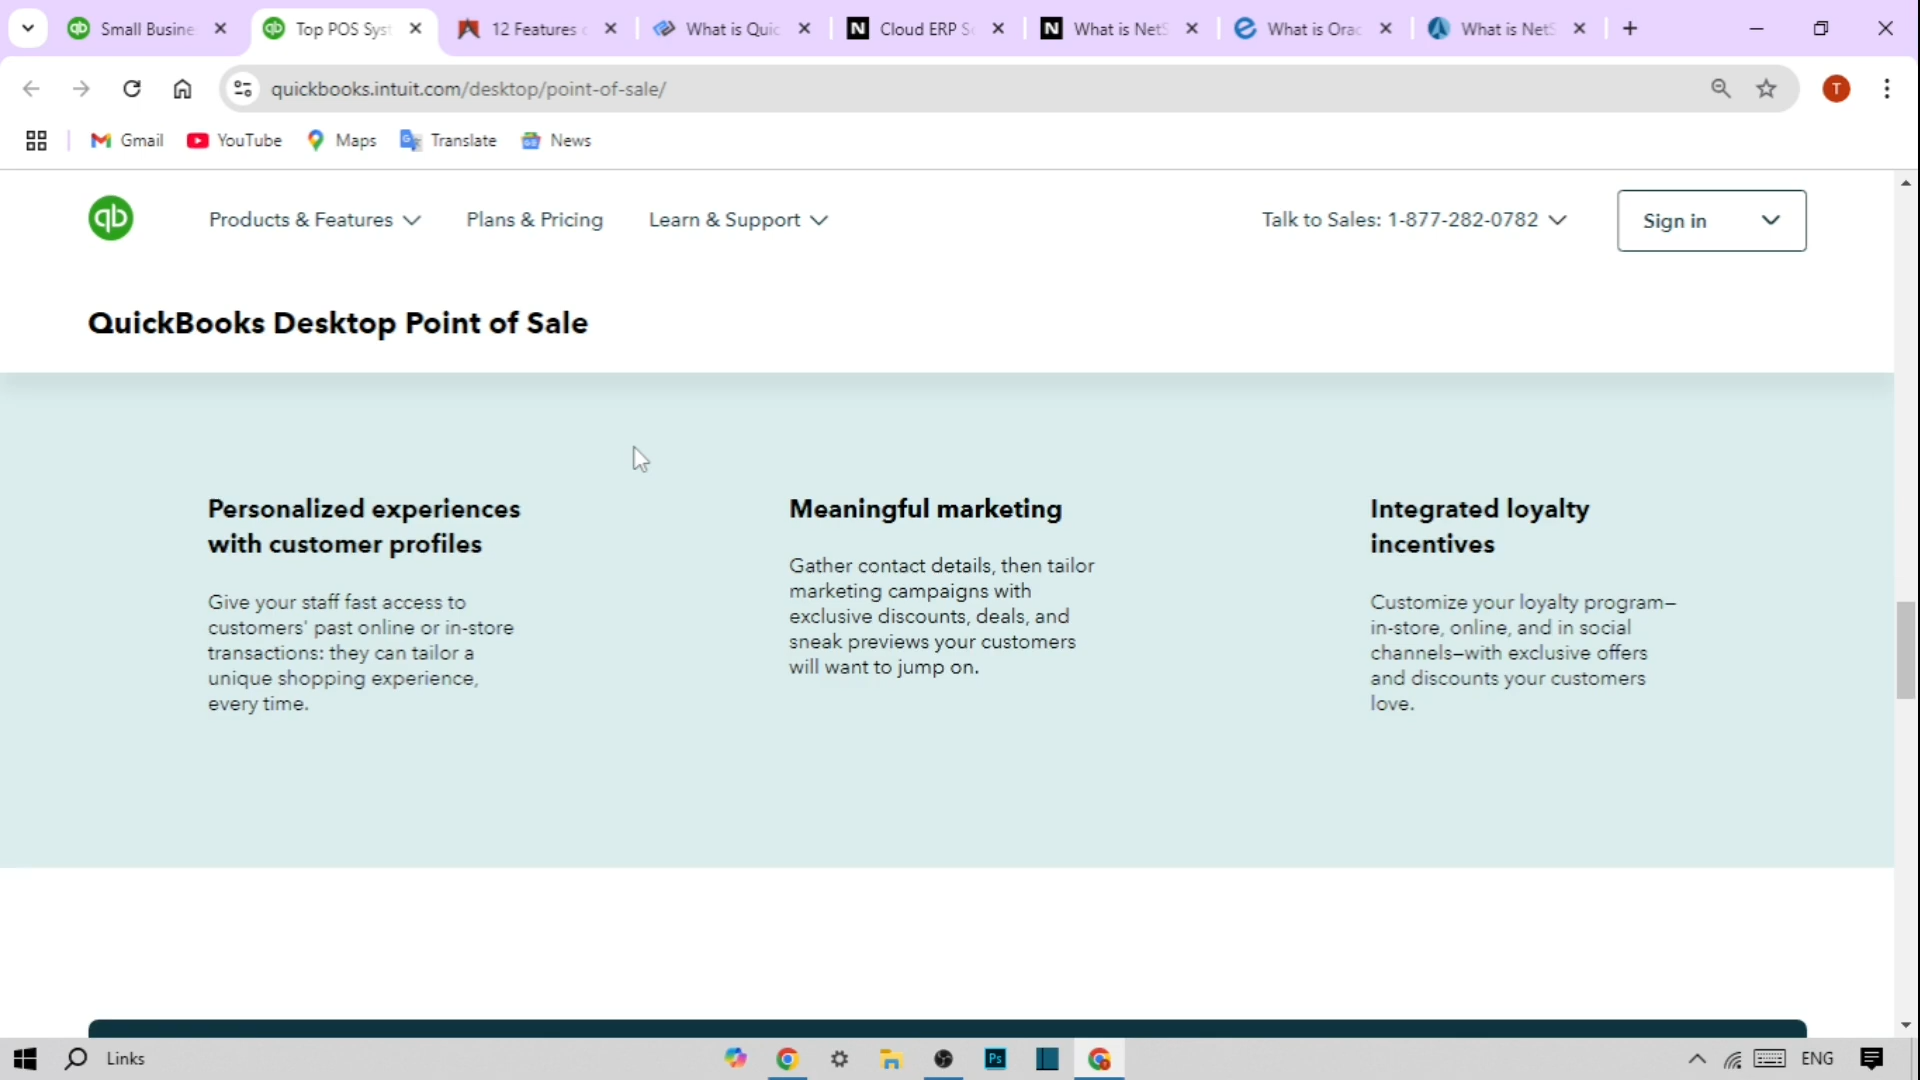 Small Busine
Top POS Syst
12 Features
What is Quic
Cloud ERP S
What is NetS
What is Orac
What is NetS
quickbooks.intuit.com/desktop/point-of-sale/
T
Gmail
YouTube
Maps
Translate
News
qb
Products & Features
Plans & Pricing
Learn & Support
Talk to Sales: 1-877-282-0782
Sign in
QuickBooks Desktop Point of Sale
Personalized experiences
with customer profiles
Give your staff fast access to
customers' past online or in-store
transactions: they can tailor a
unique shopping experience,
every time.
Meaningful marketing
Gather contact details, then tailor
marketing campaigns with
exclusive discounts, deals, and
sneak previews your customers
will want to jump on.
Integrated loyalty
incentives
Customize your loyalty program—
in-store, online, and in social
channels—with exclusive offers
and discounts your customers
love.
Links
Ps
ENG